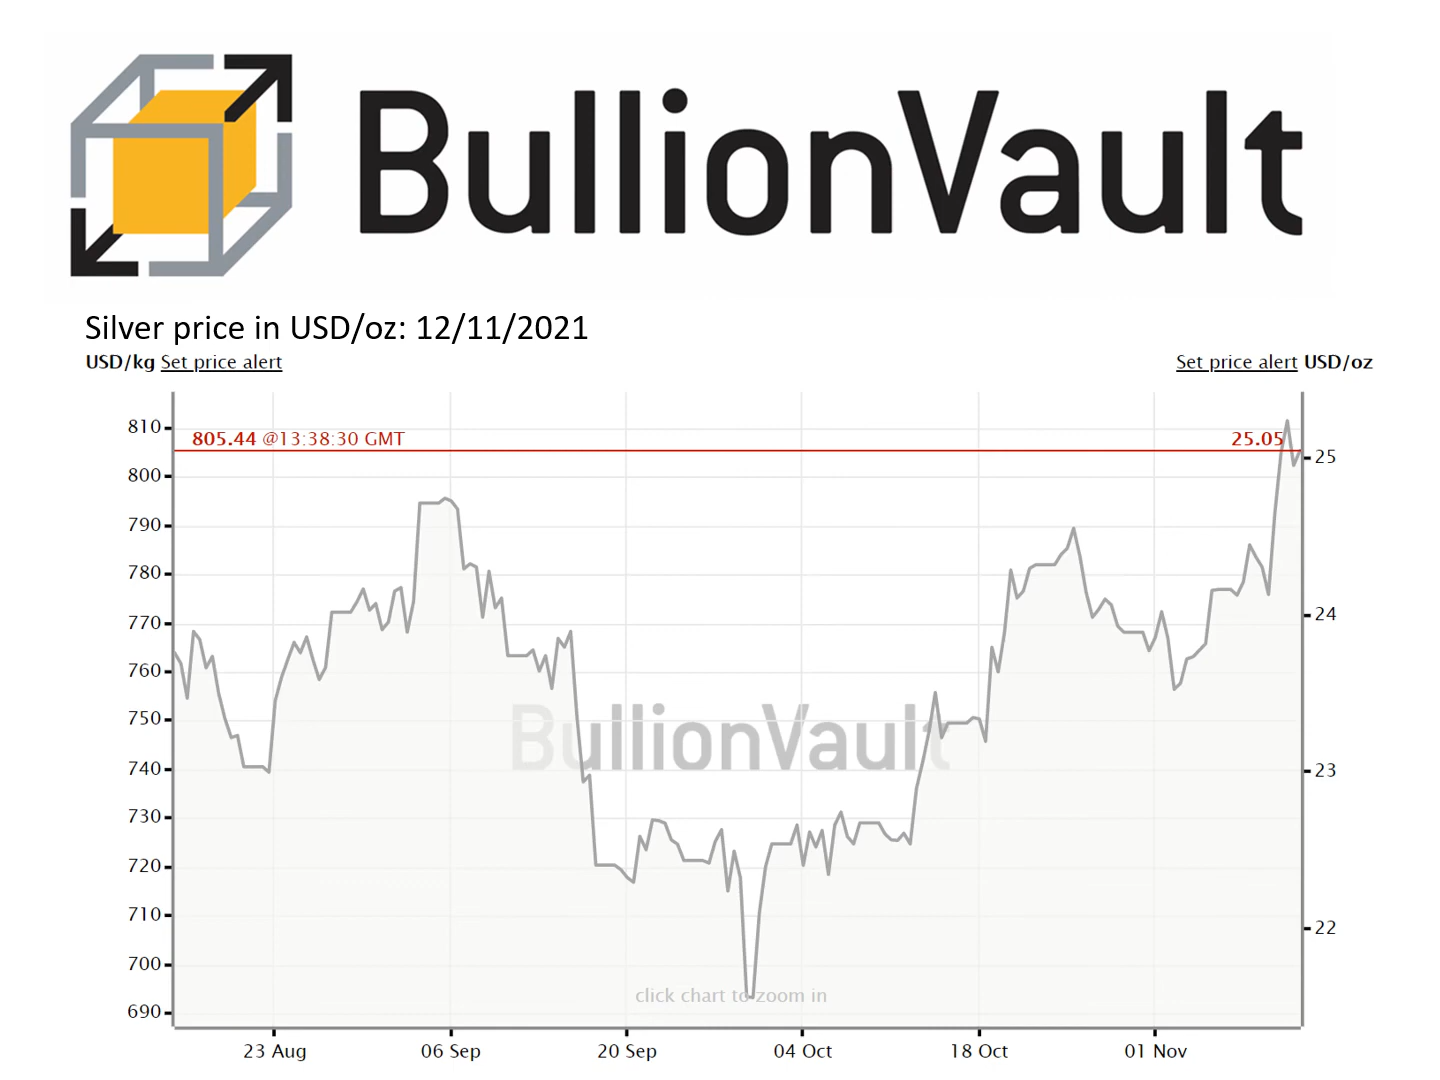 BullionVault
Silver price in USD/oz: 12/11/2021
USD/kg Set price alert
Set price alert USD/oz
810
805.44 @13:38:30 GMT
25.05
25
800
790
780
24
770
760
750
BullionVault
740
23
730
720
710
22
700
click chart to zoom in
690
23 Aug
06 Sep
20 Sep
04 Oct
18 Oct
01 Nov